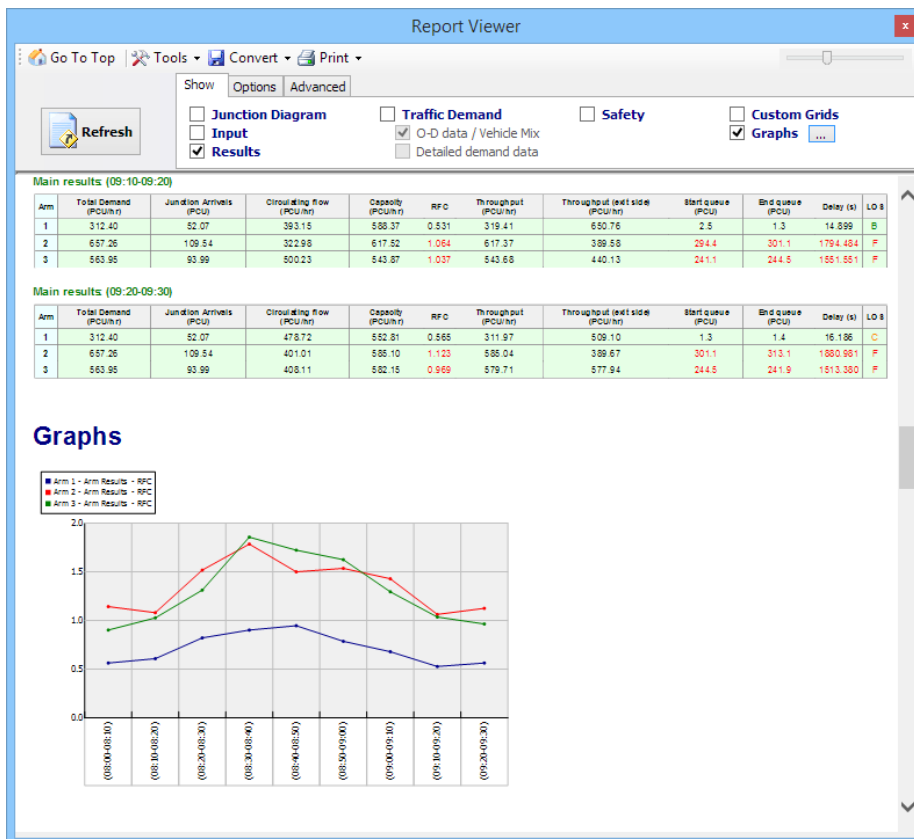 Report Viewer
x
Go To Top Tools Convert Print
Show Options Advanced
Refresh
Junction Diagram Traffic Demand Safety Custom Grids
Input O-D data / Vehicle Mix Graphs ...
Results Detailed demand data
Main results: (09:10-09:20)
Arm Total Demand (PCU/hr) Junction Arrivals (PCU) Circulating flow (PCU/hr) Capacity (PCU/hr) RFC Throughput (PCU/hr) Throughput (exit side) (PCU/hr) Start queue (PCU) End queue (PCU) Delay (s) LOS
1 312.40 52.07 393.15 588.37 0.531 319.41 650.76 2.5 1.3 14.899 B
2 657.26 109.54 322.98 617.52 1.064 617.37 389.58 294.4 301.1 1794.484 F
3 563.95 93.99 500.23 543.87 1.037 543.68 440.13 241.1 244.5 1551.551 F
Main results: (09:20-09:30)
Arm Total Demand (PCU/hr) Junction Arrivals (PCU) Circulating flow (PCU/hr) Capacity (PCU/hr) RFC Throughput (PCU/hr) Throughput (exit side) (PCU/hr) Start queue (PCU) End queue (PCU) Delay (s) LOS
1 312.40 52.07 478.72 552.81 0.565 311.97 509.10 1.3 1.4 16.186 C
2 657.26 109.54 401.01 585.10 1.123 585.04 389.67 301.1 313.1 1880.981 F
3 563.95 93.99 408.11 582.15 0.969 579.71 577.94 244.5 241.9 1513.380 F
Graphs
Arm 1 - Arm Results - RFC
Arm 2 - Arm Results - RFC
Arm 3 - Arm Results - RFC
2.0
1.5
1.0
0.5
0.0
(08:00-08:10)
(08:10-08:20)
(08:20-08:30)
(08:30-08:40)
(08:40-08:50)
(08:50-09:00)
(09:00-09:10)
(09:10-09:20)
(09:20-09:30)